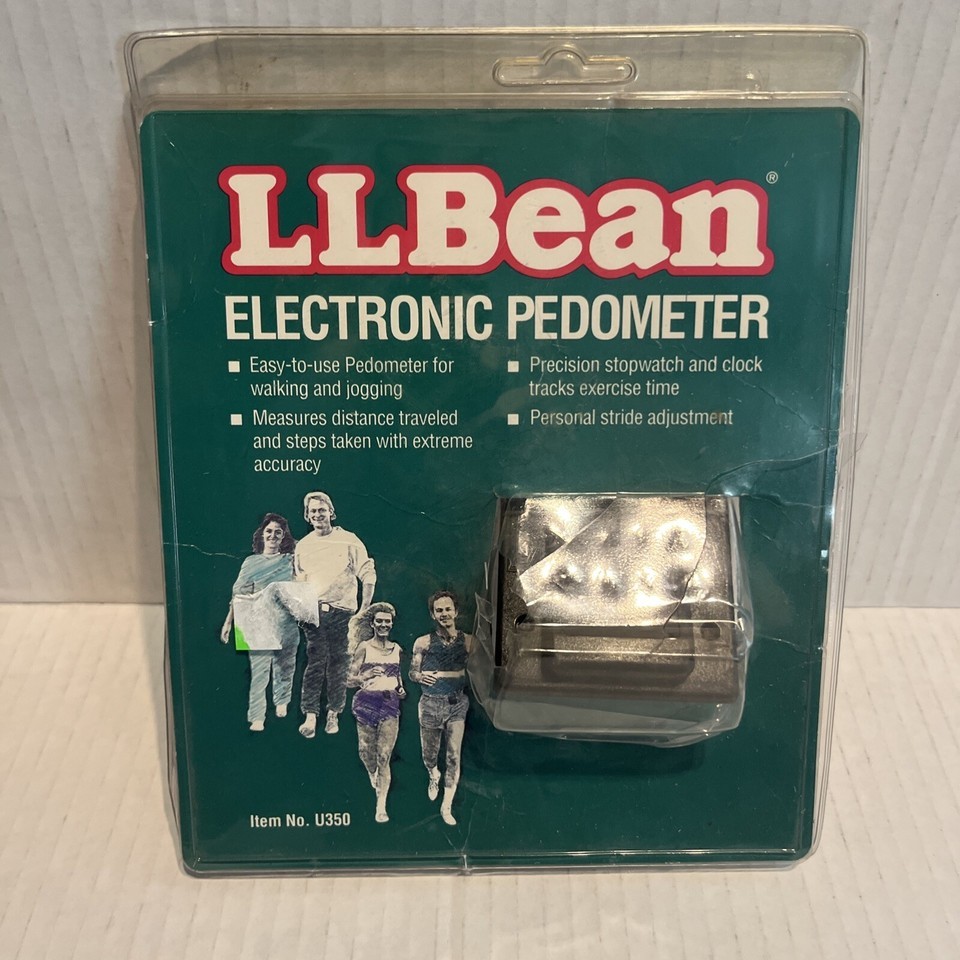 LLBean®
ELECTRONIC PEDOMETER
■ Easy-to-use Pedometer for
walking and jogging
■ Measures distance traveled
and steps taken with extreme
accuracy
■ Precision stopwatch and clock
tracks exercise time
■ Personal stride adjustment
Item No. U350